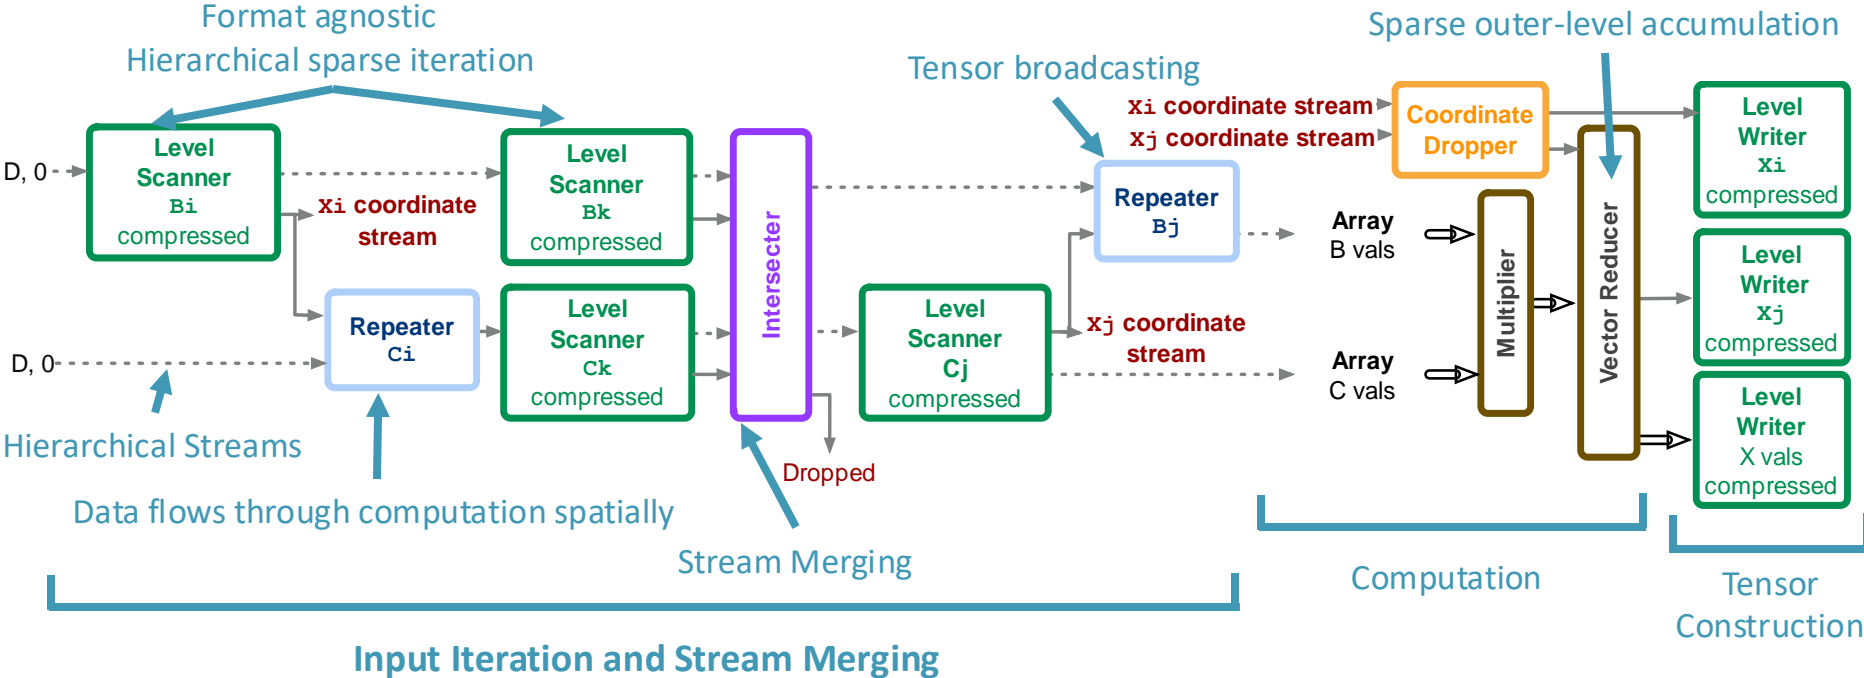 Format agnostic
Hierarchical sparse iteration
Sparse outer-level accumulation
Tensor broadcasting
D, 0
Level
Scanner
Bi
compressed
Xi coordinate
stream
Level
Scanner
Bk
compressed
Intersecter
Xi coordinate stream
Xj coordinate stream
Coordinate
Dropper
Level
Writer
Xi
compressed
Repeater
Bj
Array
B vals
Multiplier
Vector Reducer
Level
Writer
Xj
compressed
D, 0
Repeater
Ci
Level
Scanner
Ck
compressed
Level
Scanner
Cj
compressed
Xj coordinate
stream
Array
C vals
Level
Writer
X vals
compressed
Dropped
Hierarchical Streams
Data flows through computation spatially
Stream Merging
Computation
Tensor
Construction
Input Iteration and Stream Merging